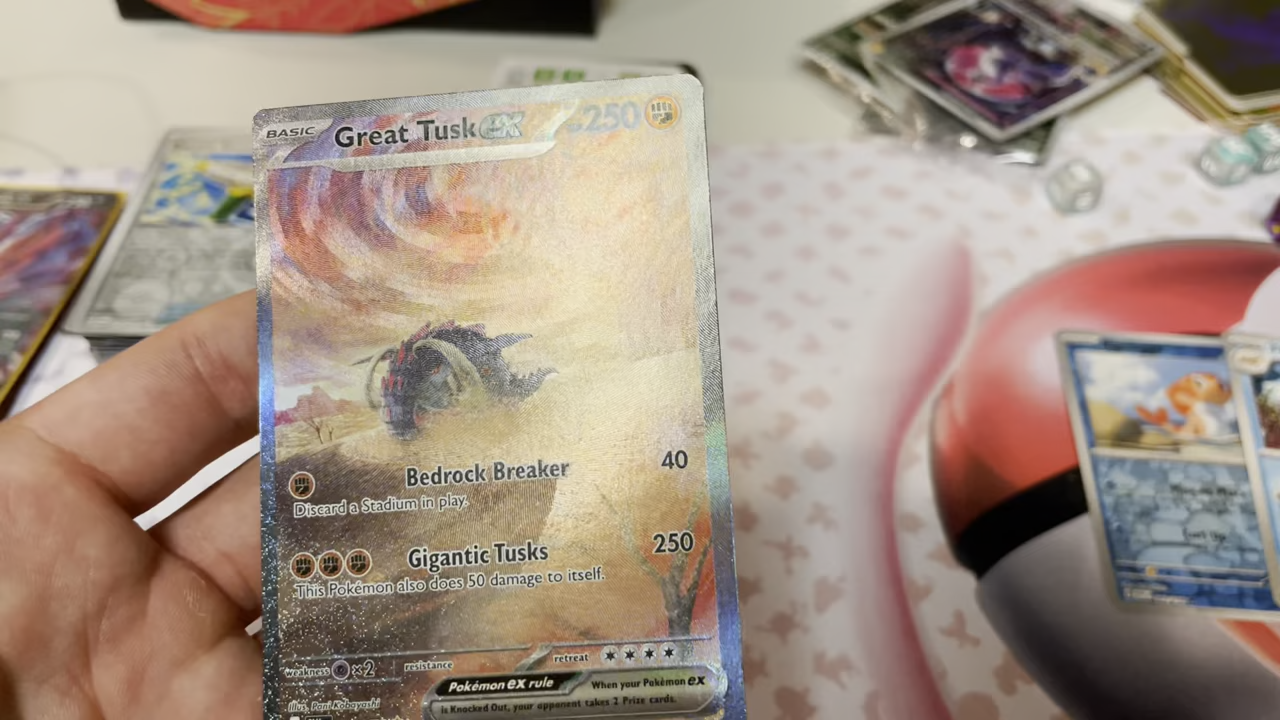 BASIC Great Tusk ex 250
Bedrock Breaker 40
Discard a Stadium in play.
Gigantic Tusks 250
This Pokémon also does 50 damage to itself.
weakness ×2 resistance retreat
Pokémon ex rule When your Pokémon ex
is Knocked Out, your opponent takes 2 Prize cards.
Illus. Pani Kobayashi